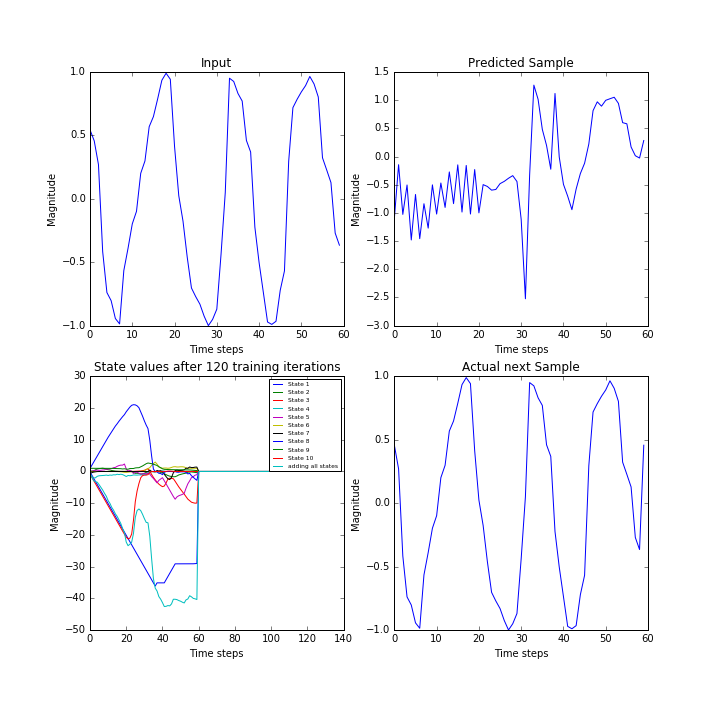 Input
Magnitude
1.0
0.5
0.0
−0.5
−1.0
0 10 20 30 40 50 60
Time steps
Predicted Sample
Magnitude
1.5
1.0
0.5
0.0
−0.5
−1.0
−1.5
−2.0
−2.5
−3.0
0 10 20 30 40 50 60
Time steps
State values after 120 training iterations
Magnitude
30
20
10
0
−10
−20
−30
−40
−50
0 20 40 60 80 100 120 140
Time steps
State 1
State 2
State 3
State 4
State 5
State 6
State 7
State 8
State 9
State 10
adding all states
Actual next Sample
Magnitude
1.0
0.5
0.0
−0.5
−1.0
0 10 20 30 40 50 60
Time steps